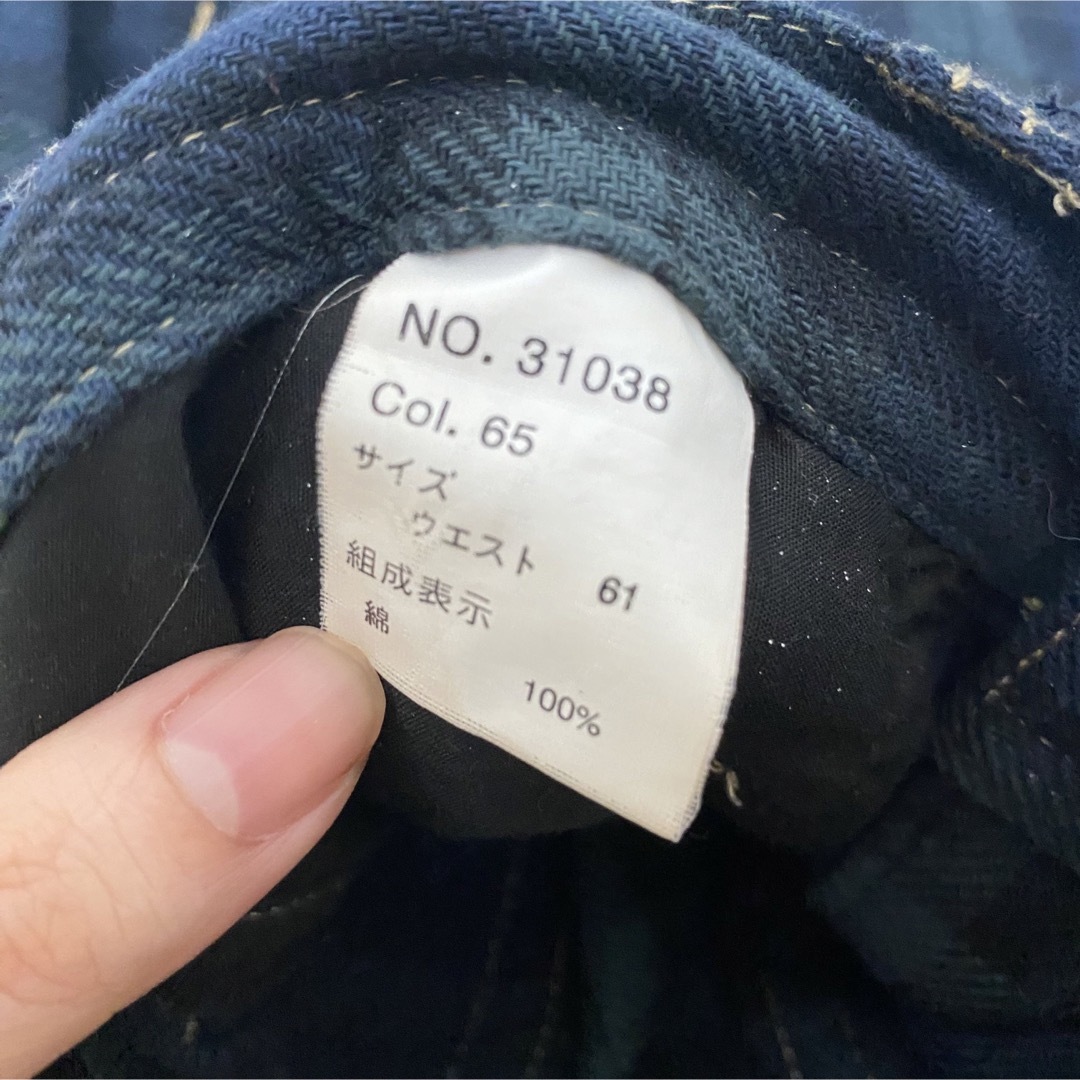 NO. 31038
Col. 65
サイズ
ウエスト 61
組成表示
綿
100%